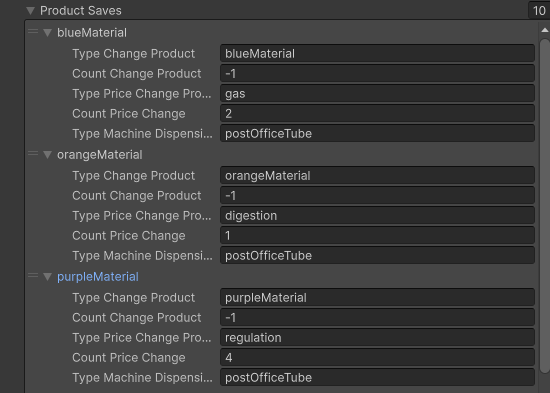 Product Saves 10
blueMaterial
Type Change Product blueMaterial
Count Change Product -1
Type Price Change Pro... gas
Count Price Change 2
Type Machine Dispensi... postOfficeTube
orangeMaterial
Type Change Product orangeMaterial
Count Change Product -1
Type Price Change Pro... digestion
Count Price Change 1
Type Machine Dispensi... postOfficeTube
purpleMaterial
Type Change Product purpleMaterial
Count Change Product -1
Type Price Change Pro... regulation
Count Price Change 4
Type Machine Dispensi... postOfficeTube